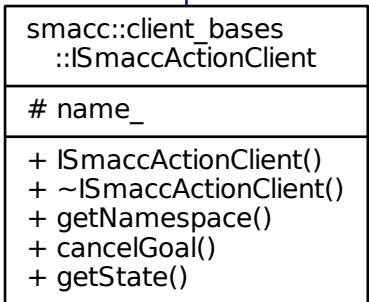 smacc::client_bases
::ISmaccActionClient
# name_
+ ISmaccActionClient()
+ ~ISmaccActionClient()
+ getNamespace()
+ cancelGoal()
+ getState()